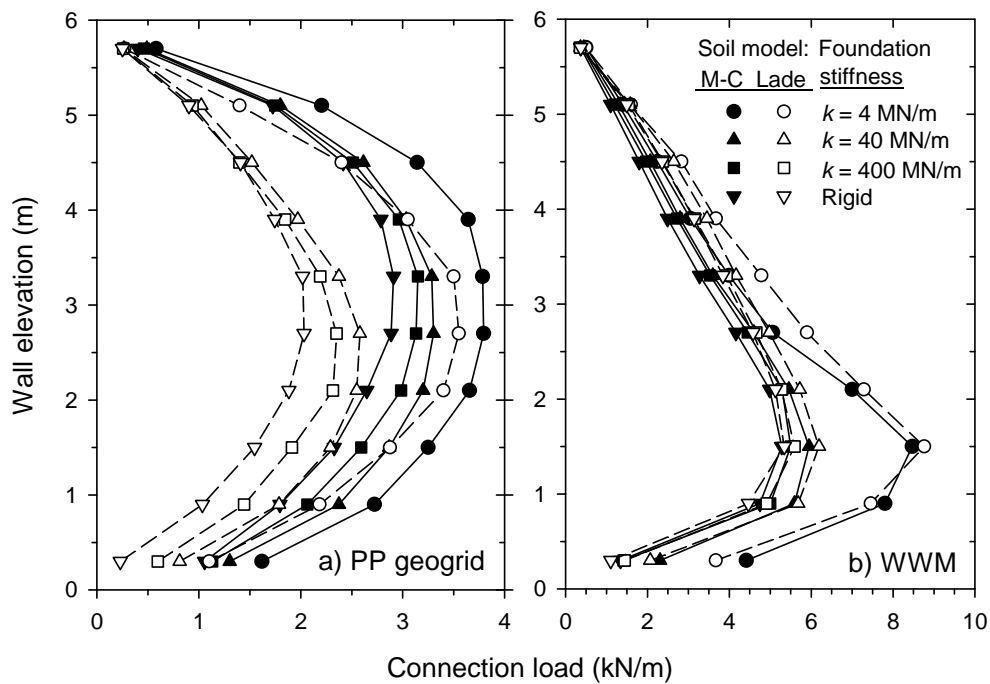 Wall elevation (m)
6
5
4
3
2
1
0
0
1
2
3
4
a) PP geogrid
6
5
4
3
2
1
0
0
2
4
6
8
10
b) WWM
Soil model: Foundation
M-C Lade stiffness
k = 4 MN/m
k = 40 MN/m
k = 400 MN/m
Rigid
Connection load (kN/m)